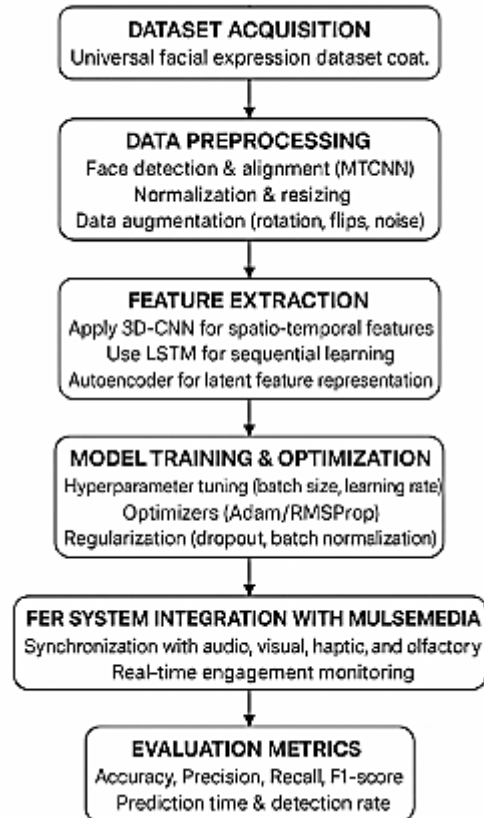 DATASET ACQUISITION
Universal facial expression dataset coat.
DATA PREPROCESSING
Face detection & alignment (MTCNN)
Normalization & resizing
Data augmentation (rotation, flips, noise)
FEATURE EXTRACTION
Apply 3D-CNN for spatio-temporal features
Use LSTM for sequential learning
Autoencoder for latent feature representation
MODEL TRAINING & OPTIMIZATION
Hyperparameter tuning (batch size, learning rate)
Optimizers (Adam/RMSProp)
Regularization (dropout, batch normalization)
FER SYSTEM INTEGRATION WITH MULSEMEDIA
Synchronization with audio, visual, haptic, and olfactory
Real-time engagement monitoring
EVALUATION METRICS
Accuracy, Precision, Recall, F1-score
Prediction time & detection rate